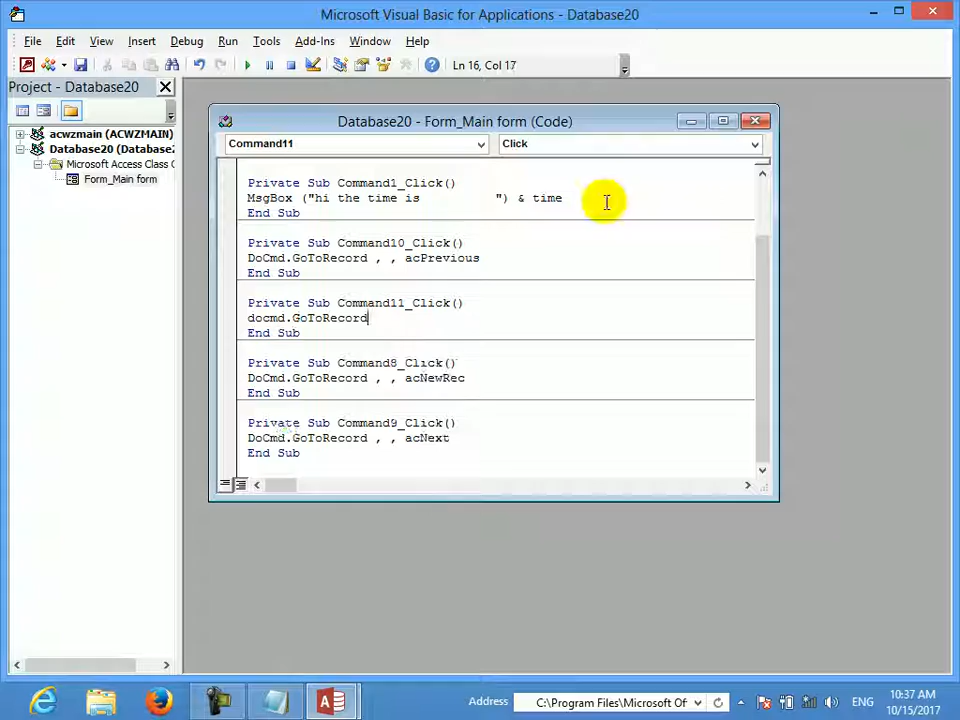 Microsoft Visual Basic for Applications - Database20
File Edit View Insert Debug Run Tools Add-Ins Window Help
Ln 16, Col 17
Project - Database20
acwzmain (ACWZMAIN)
Database20 (Database2
Microsoft Access Class C
Form_Main form
Database20 - Form_Main form (Code)
Command11 Click
Private Sub Command1_Click()
MsgBox ("hi the time is ") & time
End Sub
Private Sub Command10_Click()
DoCmd.GoToRecord , , acPrevious
End Sub
Private Sub Command11_Click()
docmd.GoToRecord
End Sub
Private Sub Command8_Click()
DoCmd.GoToRecord , , acNewRec
End Sub
Private Sub Command9_Click()
DoCmd.GoToRecord , , acNext
End Sub
Address C:\Program Files\Microsoft Of ENG 10:37 AM
10/15/2017